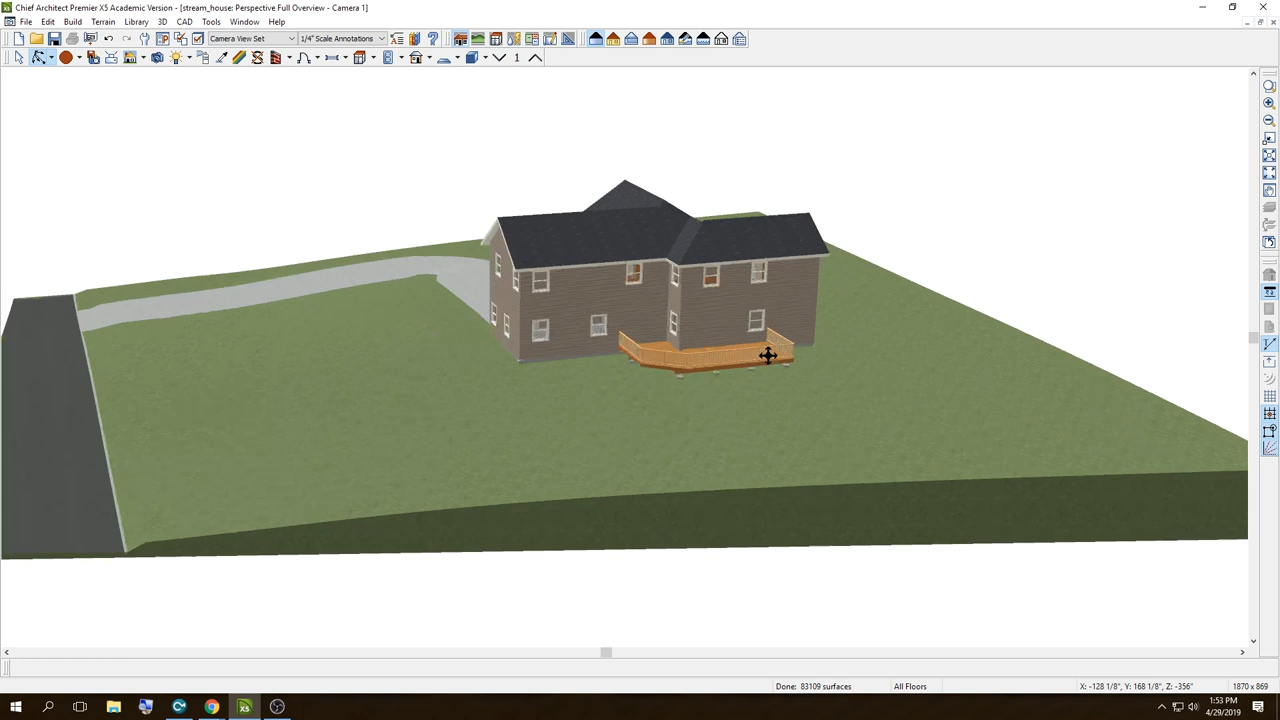 Chief Architect Premier X5 Academic Version - [stream_house: Perspective Full Overview - Camera 1]
File Edit Build Terrain Library 3D CAD Tools Window Help
Camera View Set 1/4" Scale Annotations
1
Done: 83109 surfaces All Floors X: -128 1/8", Y: 168 1/8", Z: -356" 1870 x 869
1:53 PM
4/29/2019